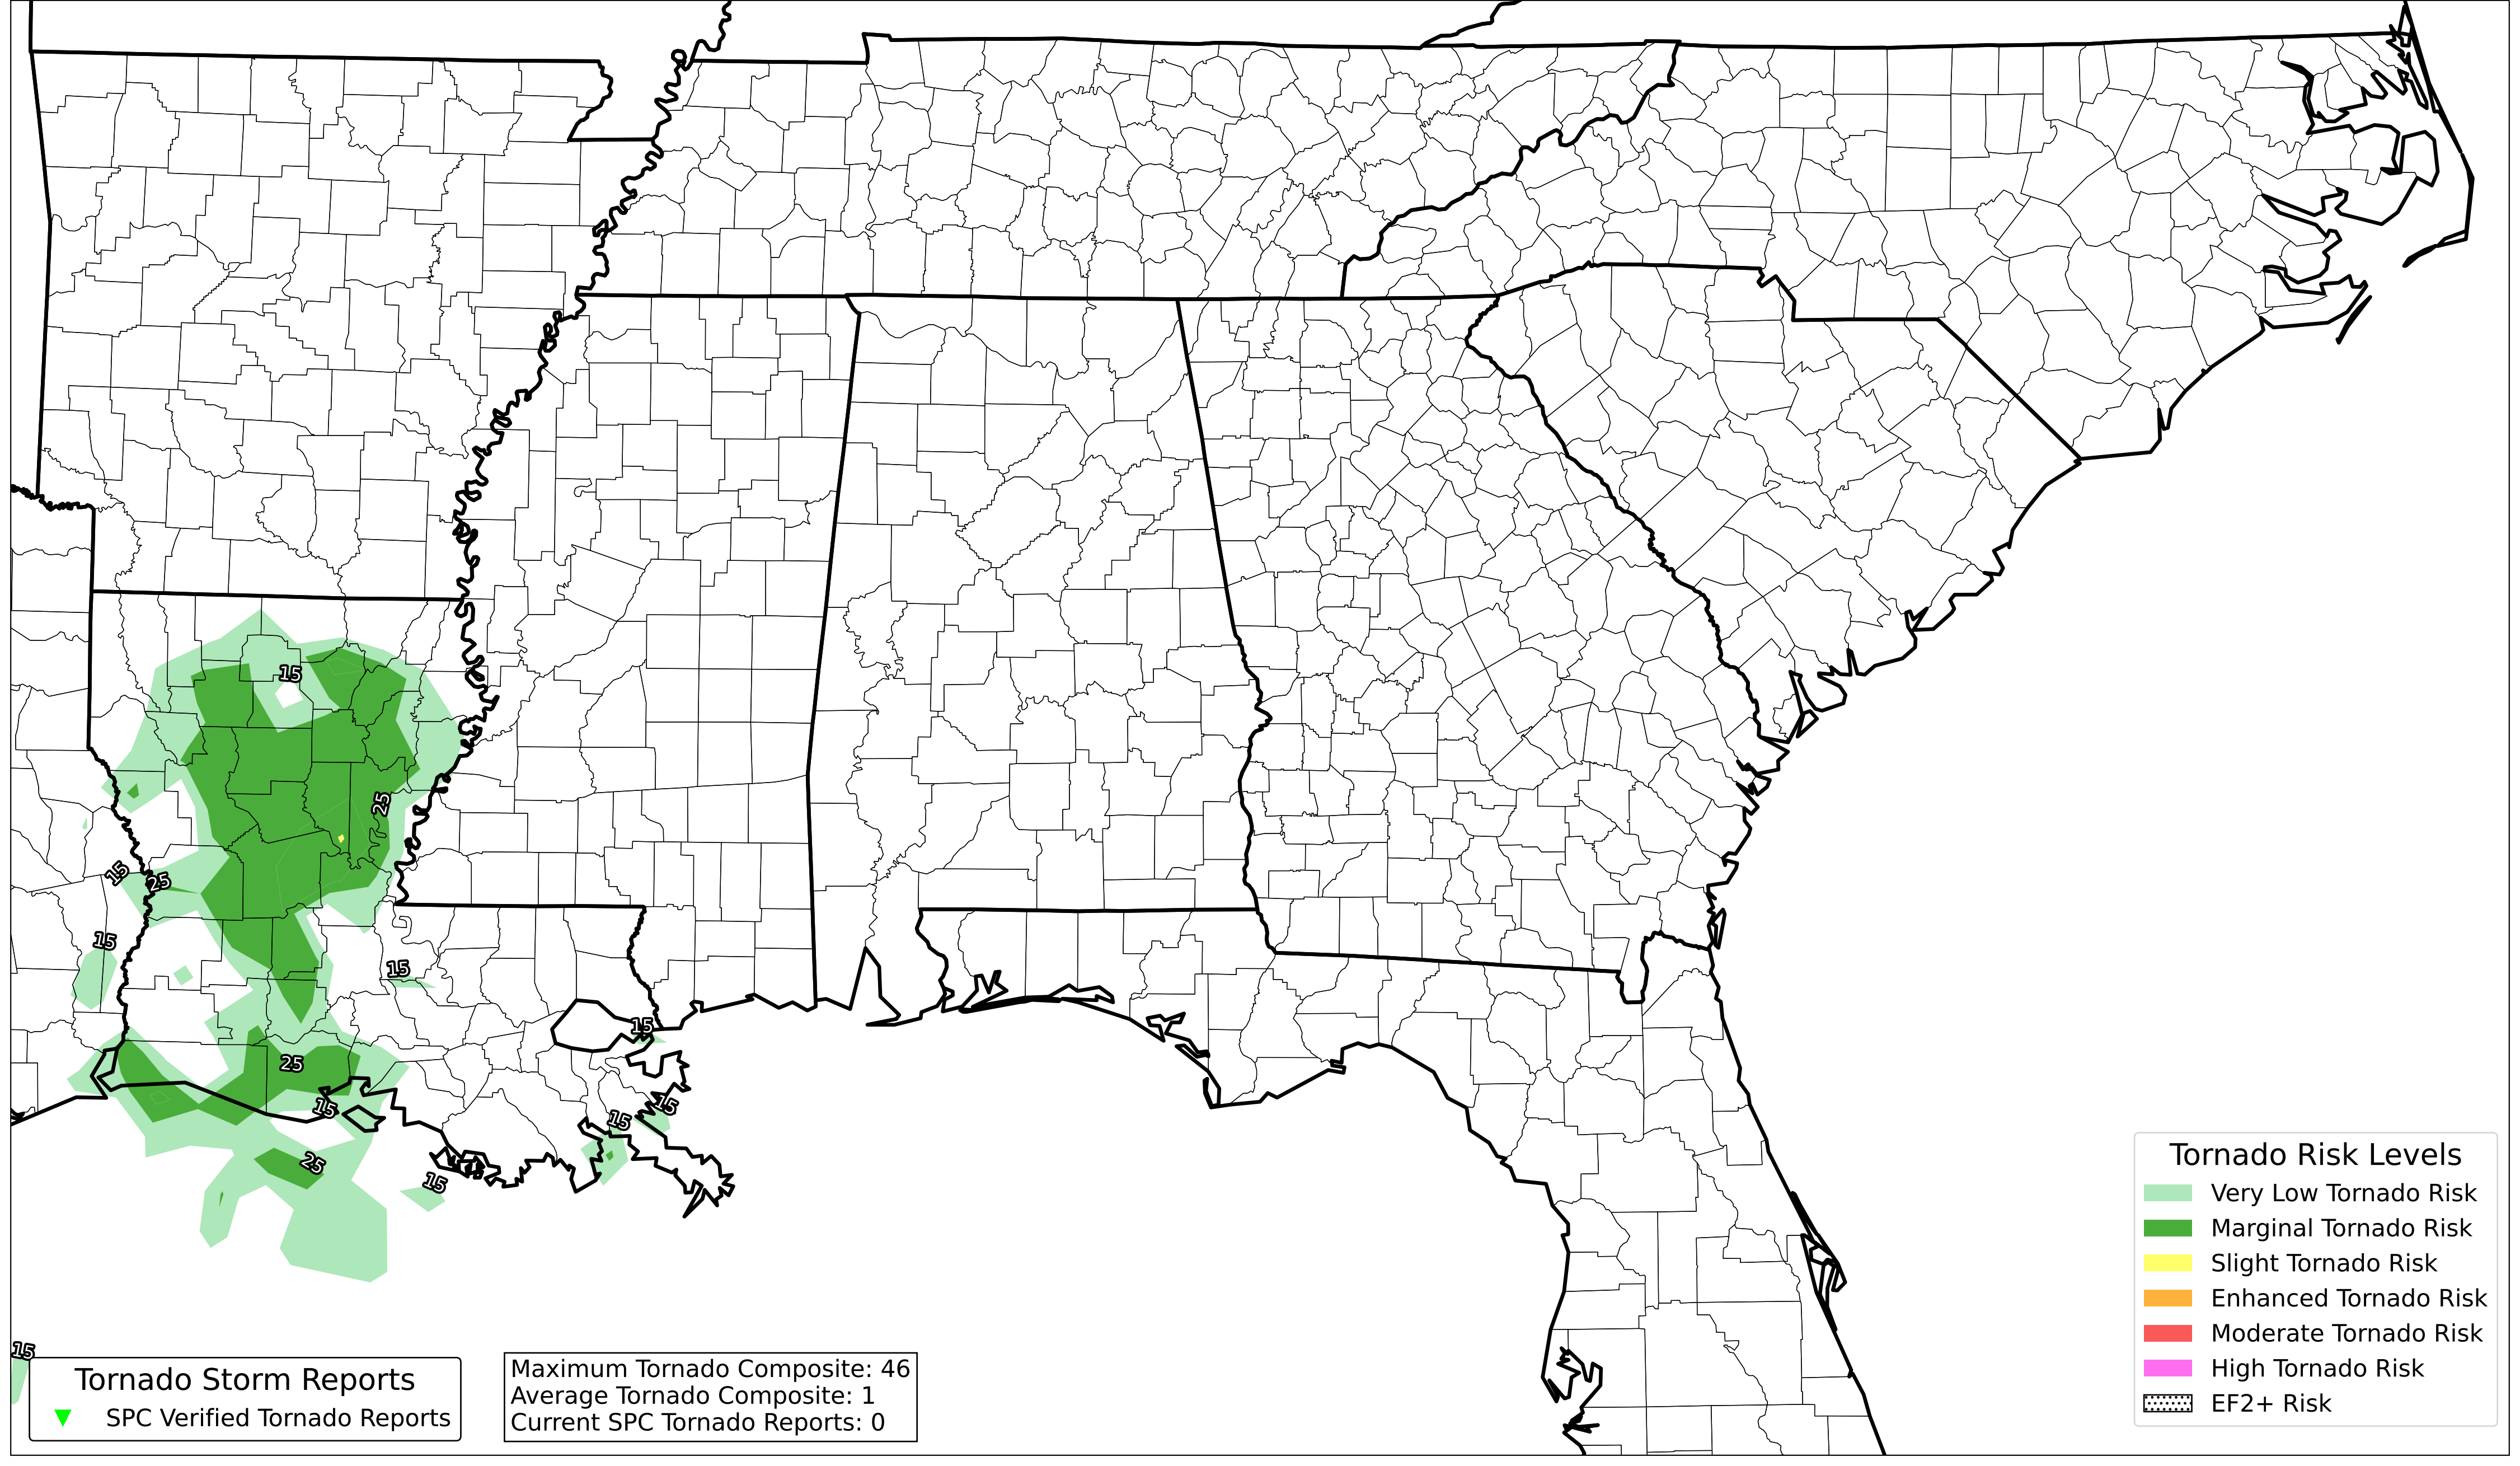 15
25
15
25
15
15
15
25
15
15
15
25
15
15
Tornado Risk Levels
Very Low Tornado Risk
Marginal Tornado Risk
Slight Tornado Risk
Enhanced Tornado Risk
Moderate Tornado Risk
High Tornado Risk
EF2+ Risk
Tornado Storm Reports
SPC Verified Tornado Reports
Maximum Tornado Composite: 46
Average Tornado Composite: 1
Current SPC Tornado Reports: 0